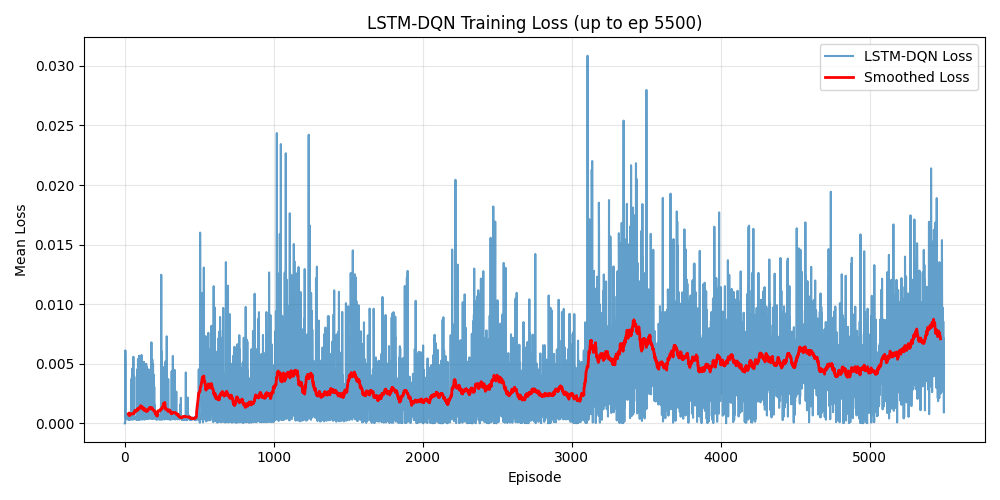 LSTM-DQN Training Loss (up to ep 5500)
LSTM-DQN Loss
Smoothed Loss
Mean Loss
0.030
0.025
0.020
0.015
0.010
0.005
0.000
0 1000 2000 3000 4000 5000
Episode